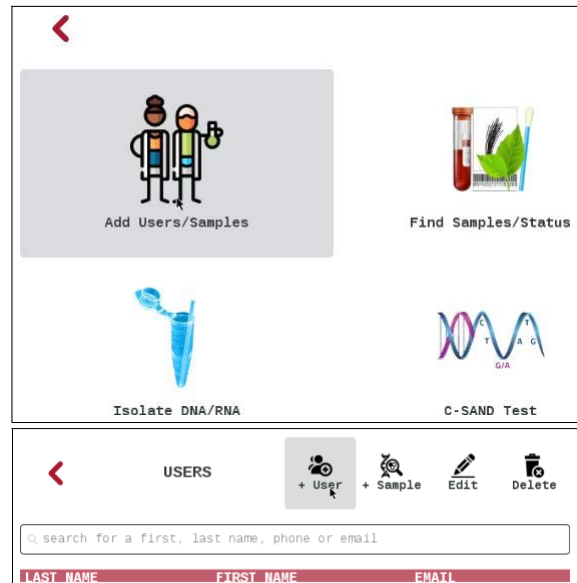 Add Users/Samples
Find Samples/Status
C T
T A G
G/A
Isolate DNA/RNA
C-SAND Test
USERS
+ User
+ Sample
Edit
Delete
search for a first, last name, phone or email
LAST NAME FIRST NAME EMAIL